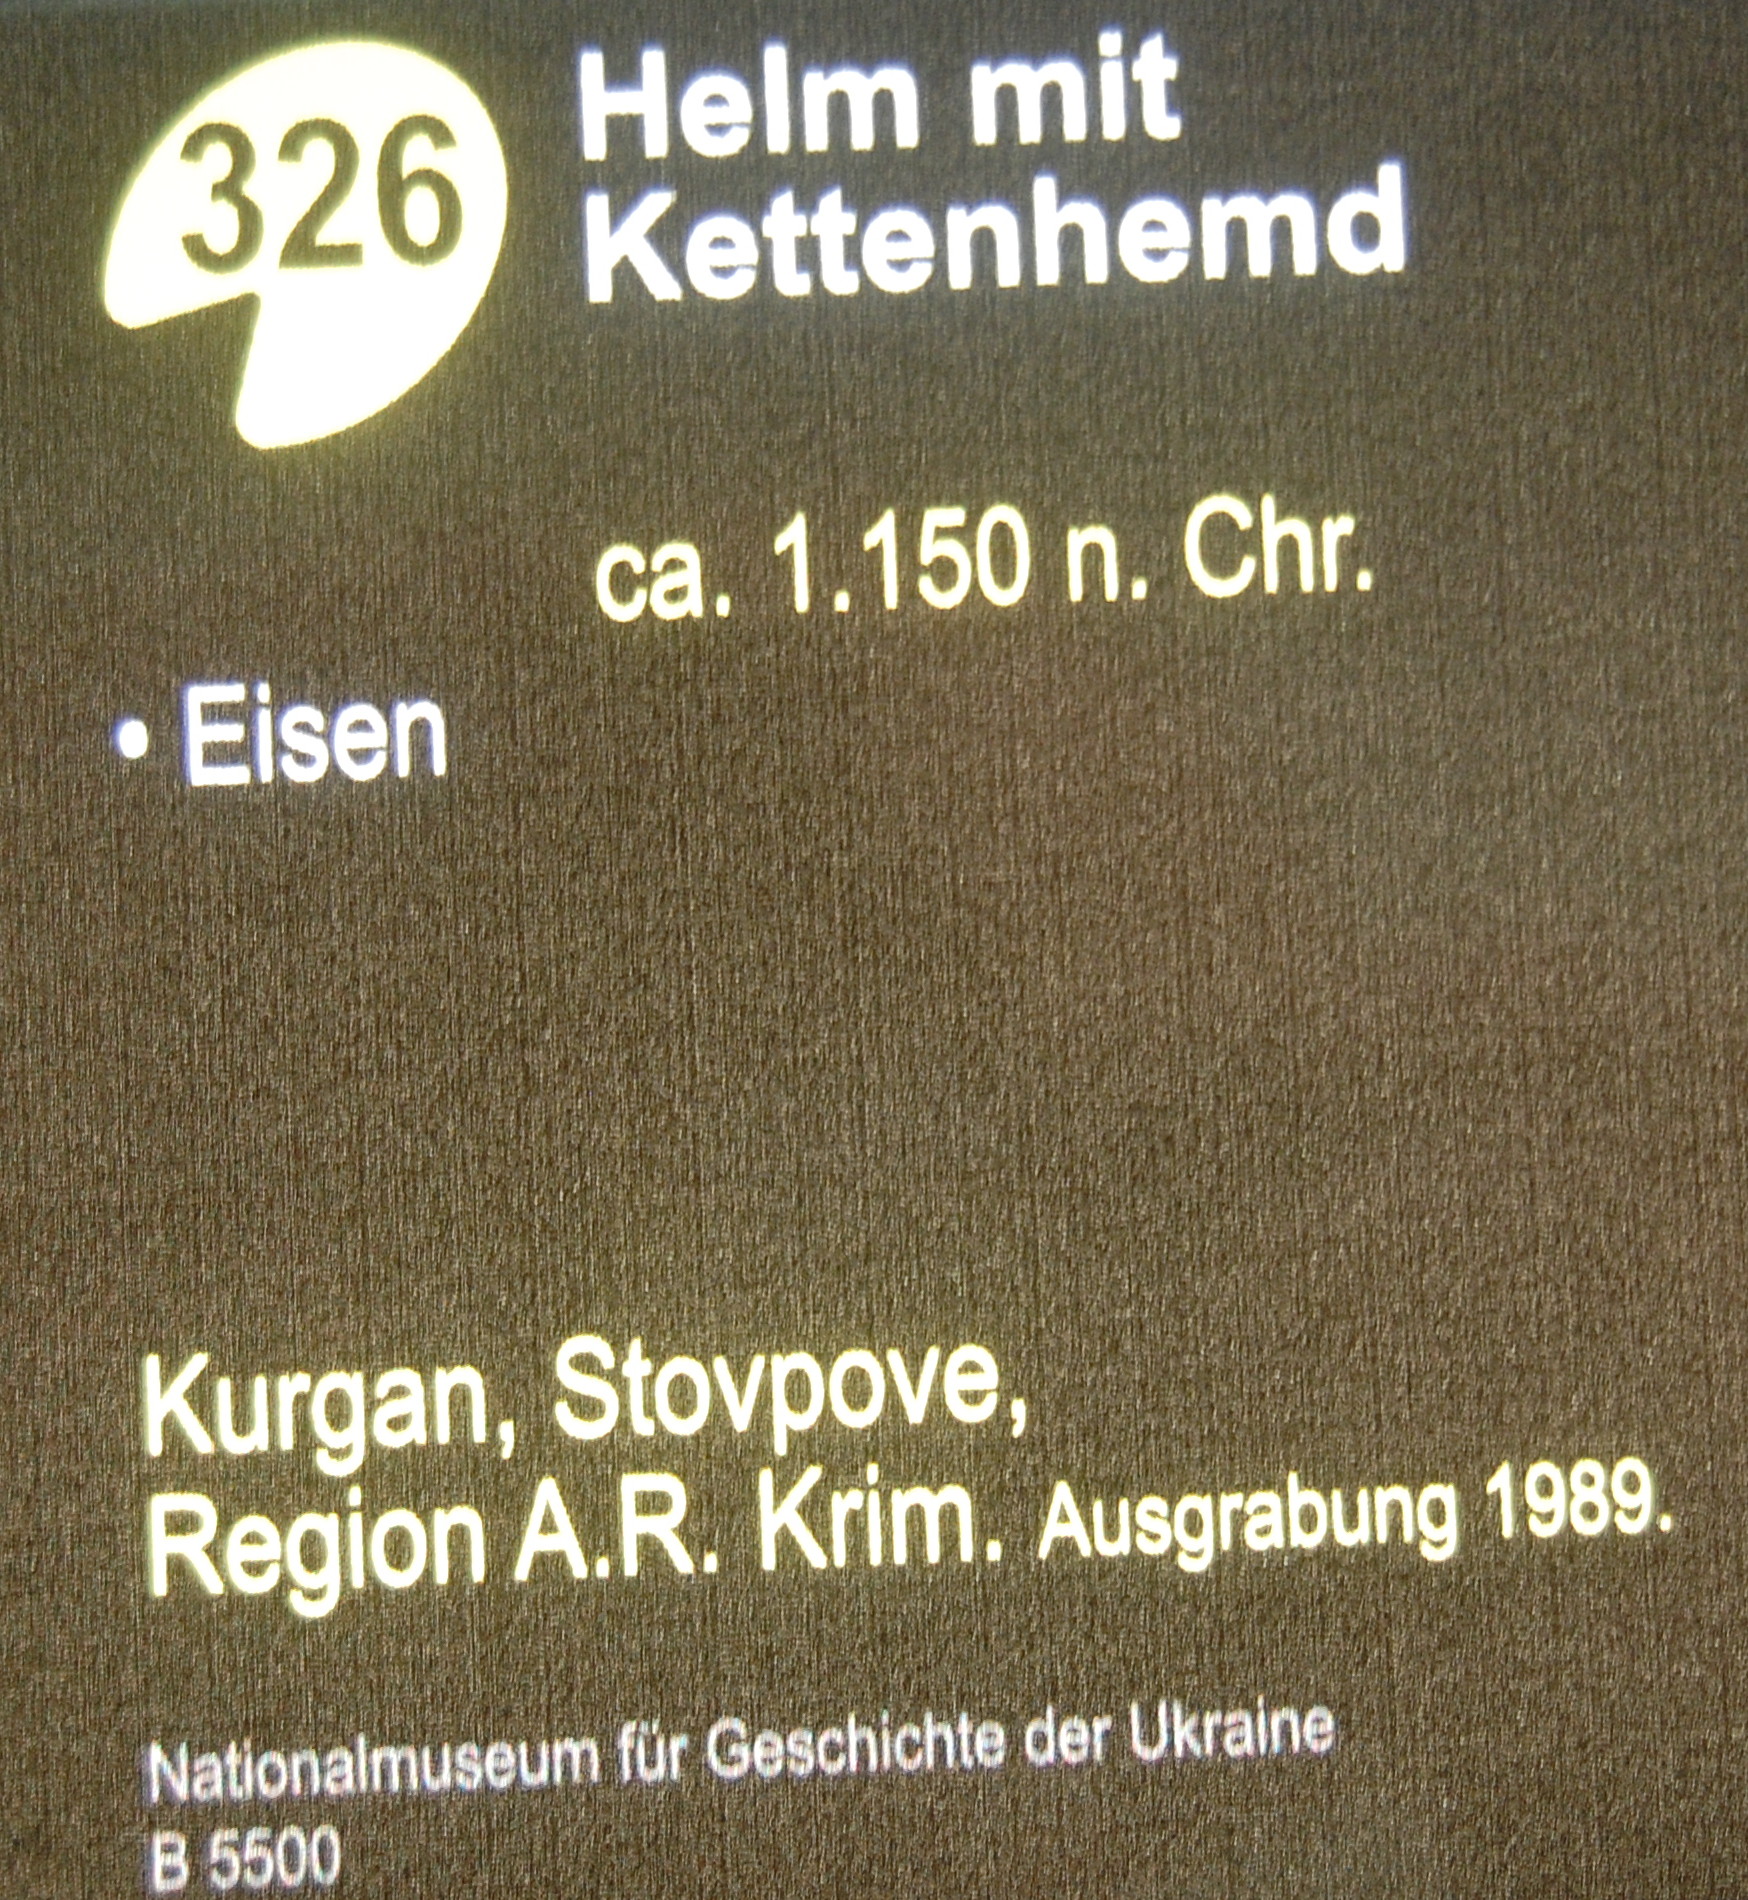 326
Helm mit
Kettenhemd
ca. 1.150 n. Chr.
• Eisen
Kurgan, Stovpove,
Region A.R. Krim. Ausgrabung 1989.
Nationalmuseum für Geschichte der Ukraine
B 5500